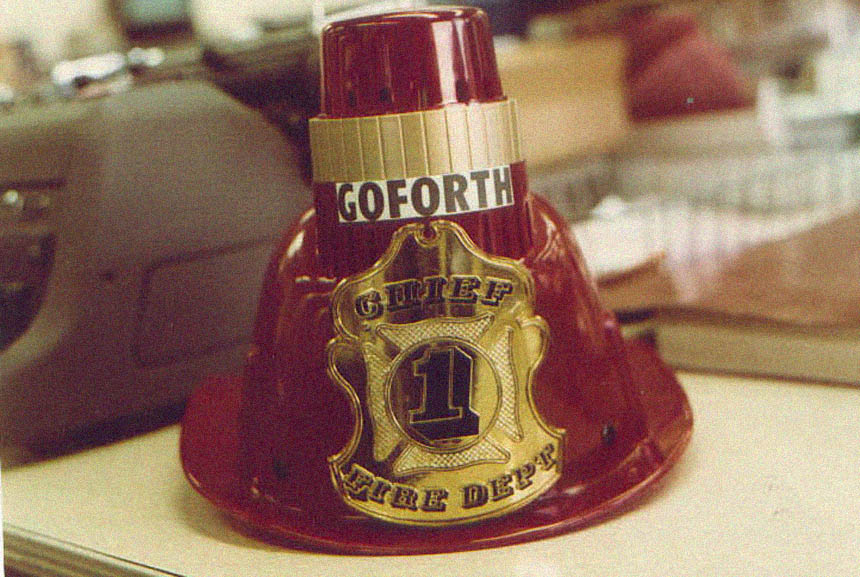 GOFORTH
CHIEF
1
FIRE DEPT